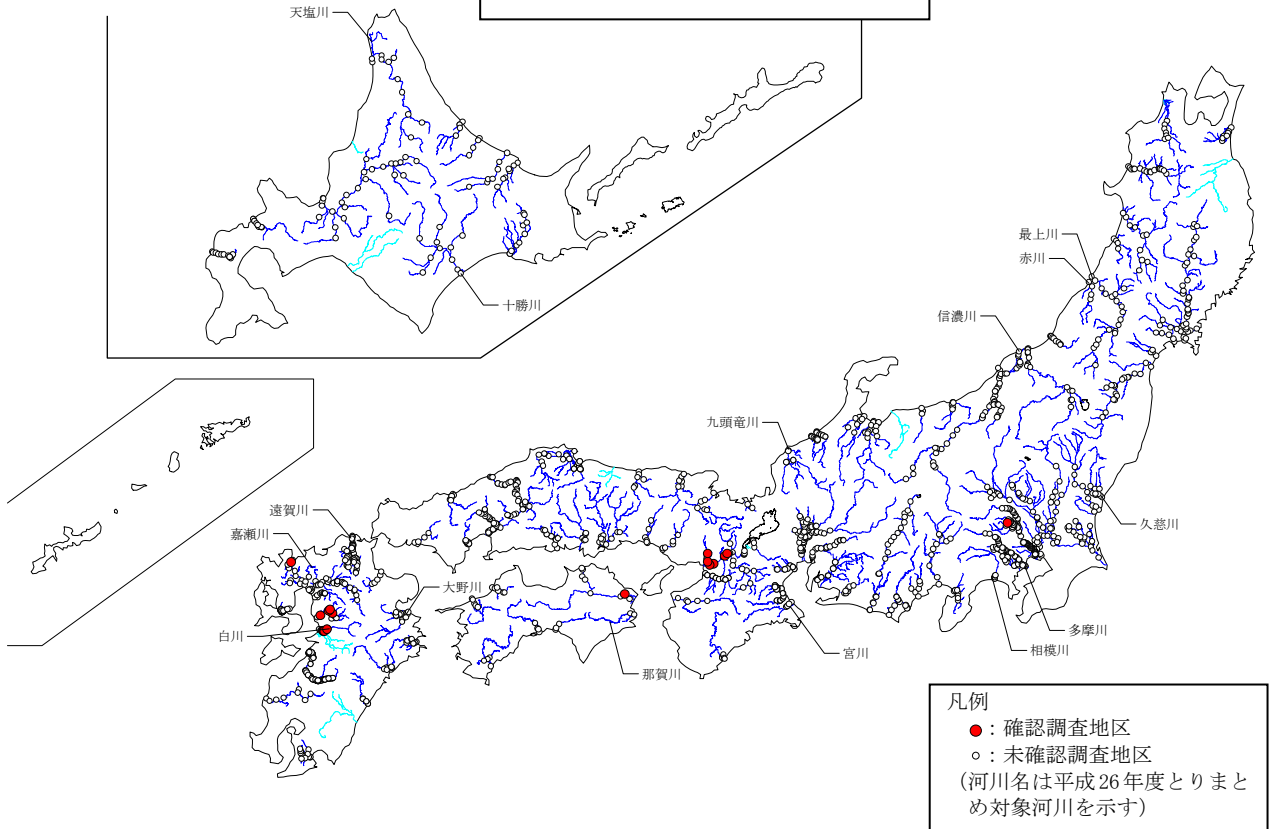 天塩川
十勝川
最上川
赤川
信濃川
九頭竜川
遠賀川
嘉瀬川
大野川
白川
那賀川
宮川
相模川
多摩川
久慈川
凡例
●：確認調査地区
○：未確認調査地区
(河川名は平成26年度とりまと
め対象河川を示す)